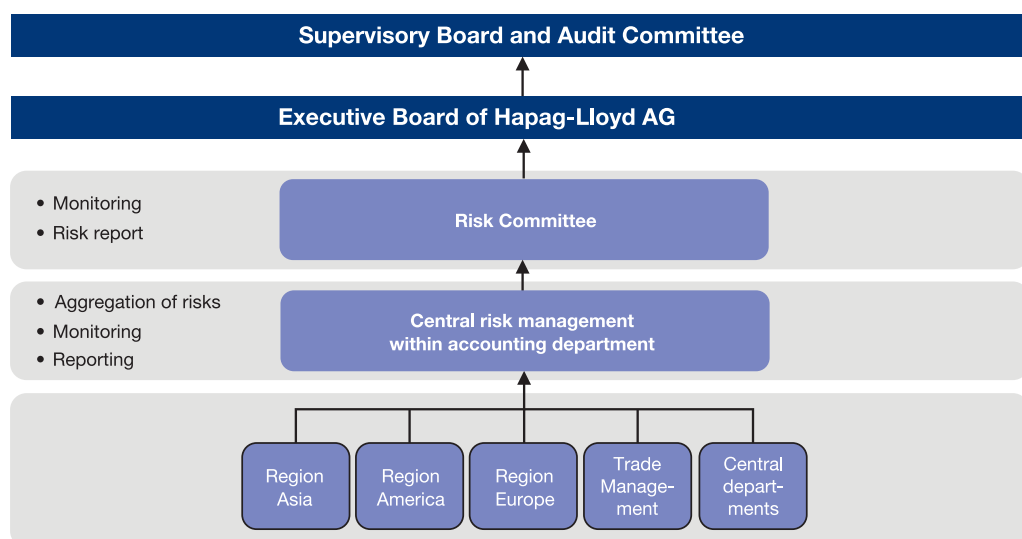 Supervisory Board and Audit Committee
Executive Board of Hapag-Lloyd AG
• Monitoring
• Risk report
Risk Committee
• Aggregation of risks
• Monitoring
• Reporting
Central risk management
within accounting department
Region
Asia
Region
America
Region
Europe
Trade
Manage-
ment
Central
depart-
ments